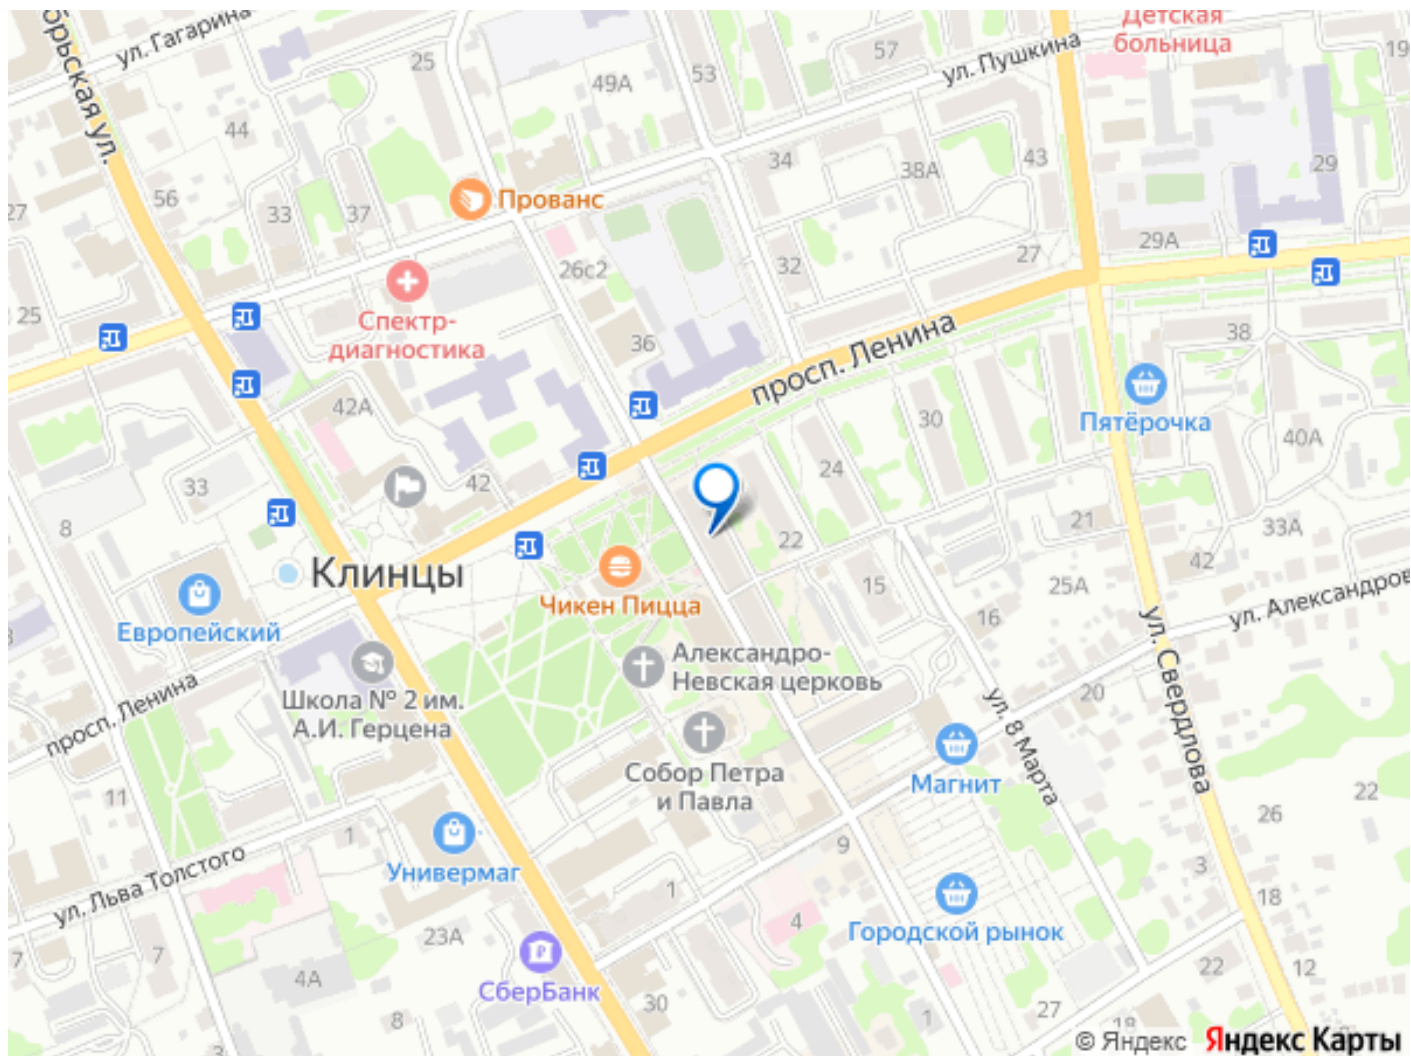 Детская
больница
ул. Гагарина
57
19
ул. Пушкина
25
53
49А
орьская ул.
44
34
43
38А
29
56
Прованс
27
33
37
29А
26с2
32
27
Спектр-
диагностика
25
просп. Ленина
38
36
42А
Пятёрочка
30
40А
24
33
42
8
21
33А
22
42
Клинцы
15
25А
Чикен Пицца
16
ул. Александров
Европейский
Александро-
Невская церковь
ул. Свердлова
20
просп. Ленина
Школа № 2 им.
А.И. Герцена
ул. 8 Марта
Собор Петра
и Павла
Магнит
11
22
26
1
9
Универмаг
3
ул. Льва Толстого
1
18
4
Городской рынок
23А
7
7
4А
22
12
СберБанк
30
27
8
1
18
© Яндекс Яндекс Карты